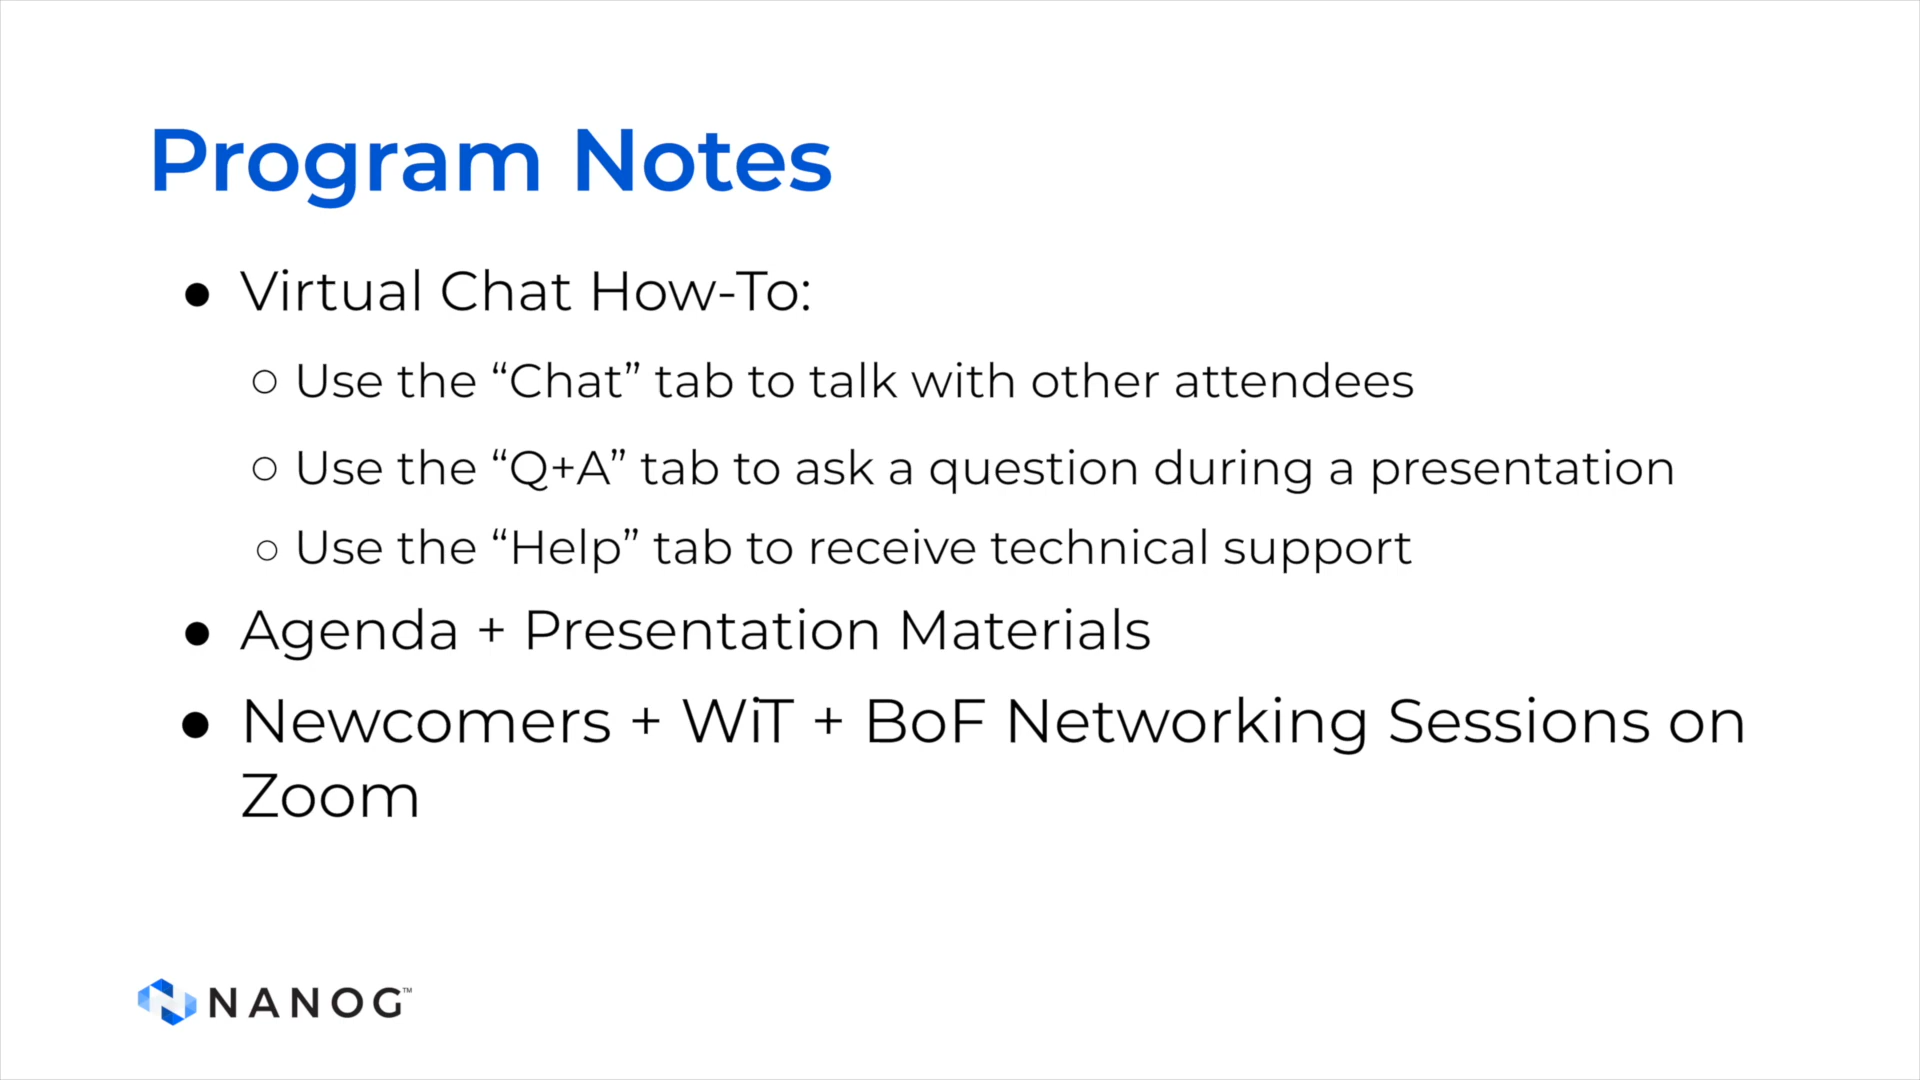 Program Notes
● Virtual Chat How-To:
○ Use the “Chat” tab to talk with other attendees
○ Use the “Q+A” tab to ask a question during a presentation
○ Use the “Help” tab to receive technical support
● Agenda + Presentation Materials
● Newcomers + WiT + BoF Networking Sessions on
Zoom
NANOG™